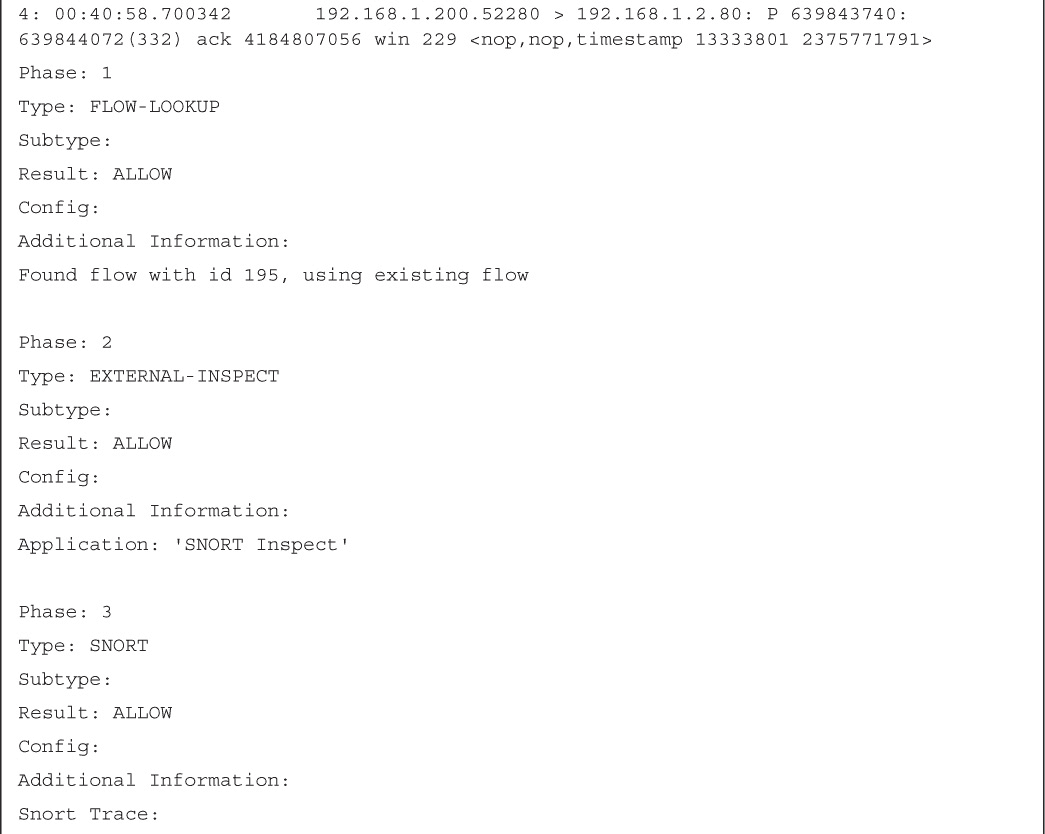 4: 00:40:58.700342 192.168.1.200.52280 > 192.168.1.2.80: P 639843740:
639844072(332) ack 4184807056 win 229 <nop,nop,timestamp 13333801 2375771791>
Phase: 1
Type: FLOW-LOOKUP
Subtype:
Result: ALLOW
Config:
Additional Information:
Found flow with id 195, using existing flow
Phase: 2
Type: EXTERNAL-INSPECT
Subtype:
Result: ALLOW
Config:
Additional Information:
Application: 'SNORT Inspect'
Phase: 3
Type: SNORT
Subtype:
Result: ALLOW
Config:
Additional Information:
Snort Trace: